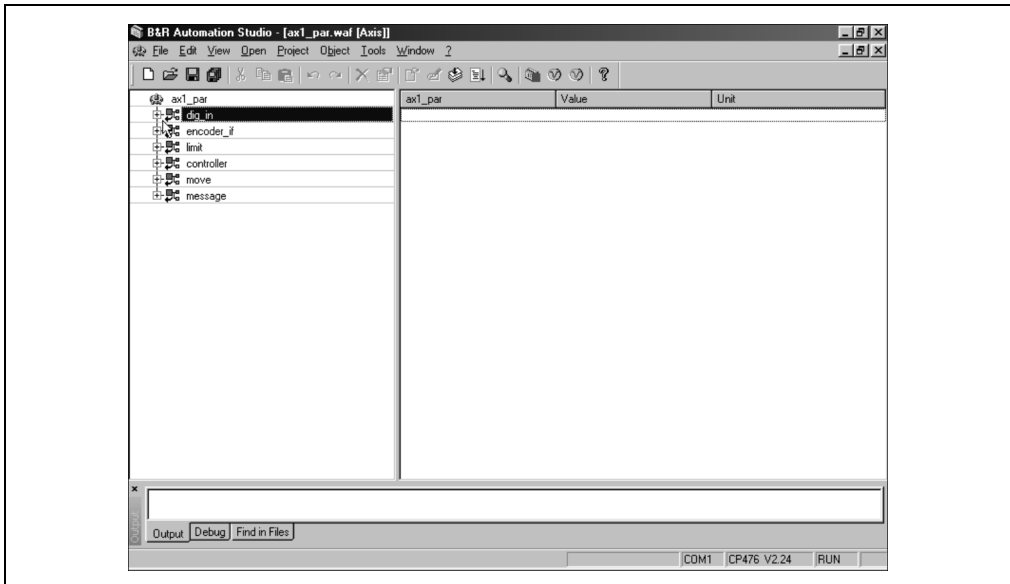 B&R Automation Studio - [ax1_par.waf [Axis]]
File Edit View Open Project Object Tools Window ?
ax1_par
dig_in
encoder_if
limit
controller
move
message
ax1_par Value Unit
Output
Output Debug Find in Files
COM1 CP476 V2.24 RUN